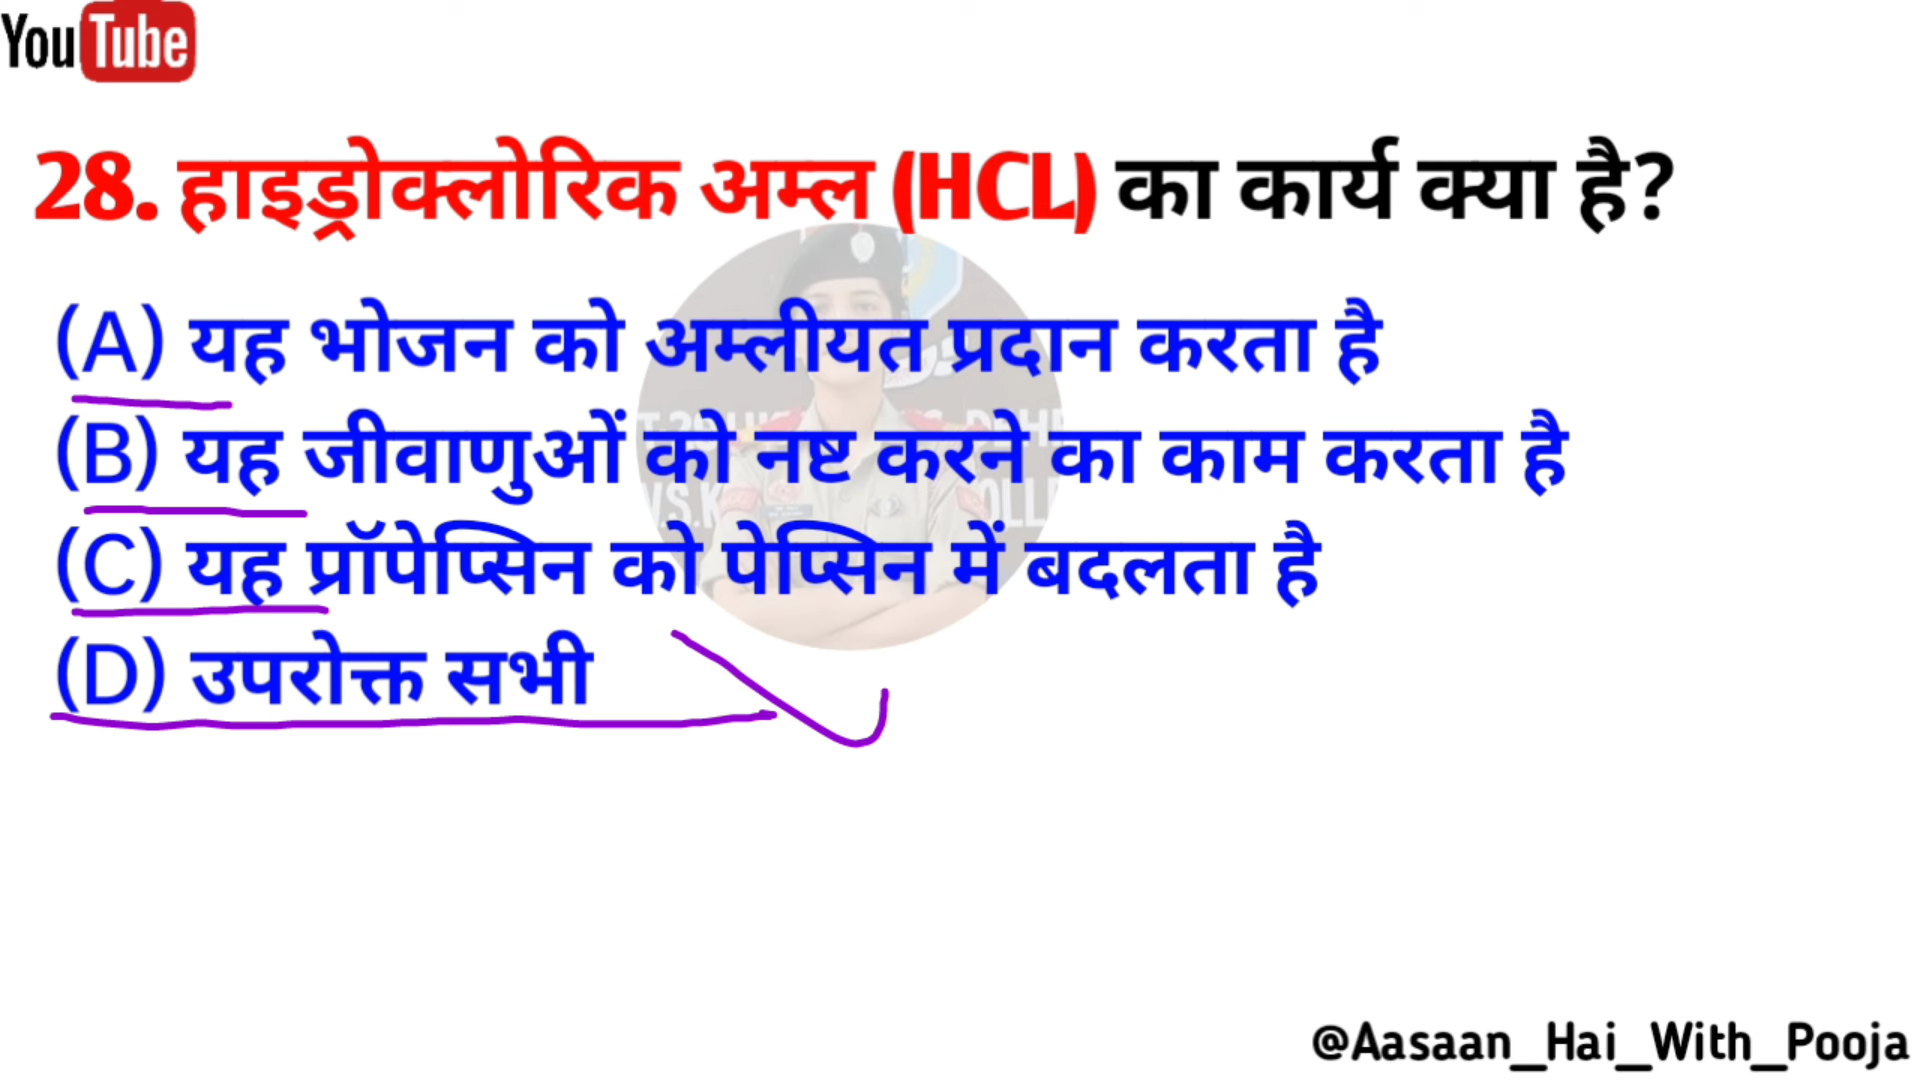 YouTube
28. हाइड्रोक्लोरिक अम्ल (HCL) का कार्य क्या है?
(A) यह भोजन को अम्लीयत प्रदान करता है
(B) यह जीवाणुओं को नष्ट करने का काम करता है
(C) यह प्रॉपेप्सिन को पेप्सिन में बदलता है
(D) उपरोक्त सभी
@Aasaan_Hai_With_Pooja